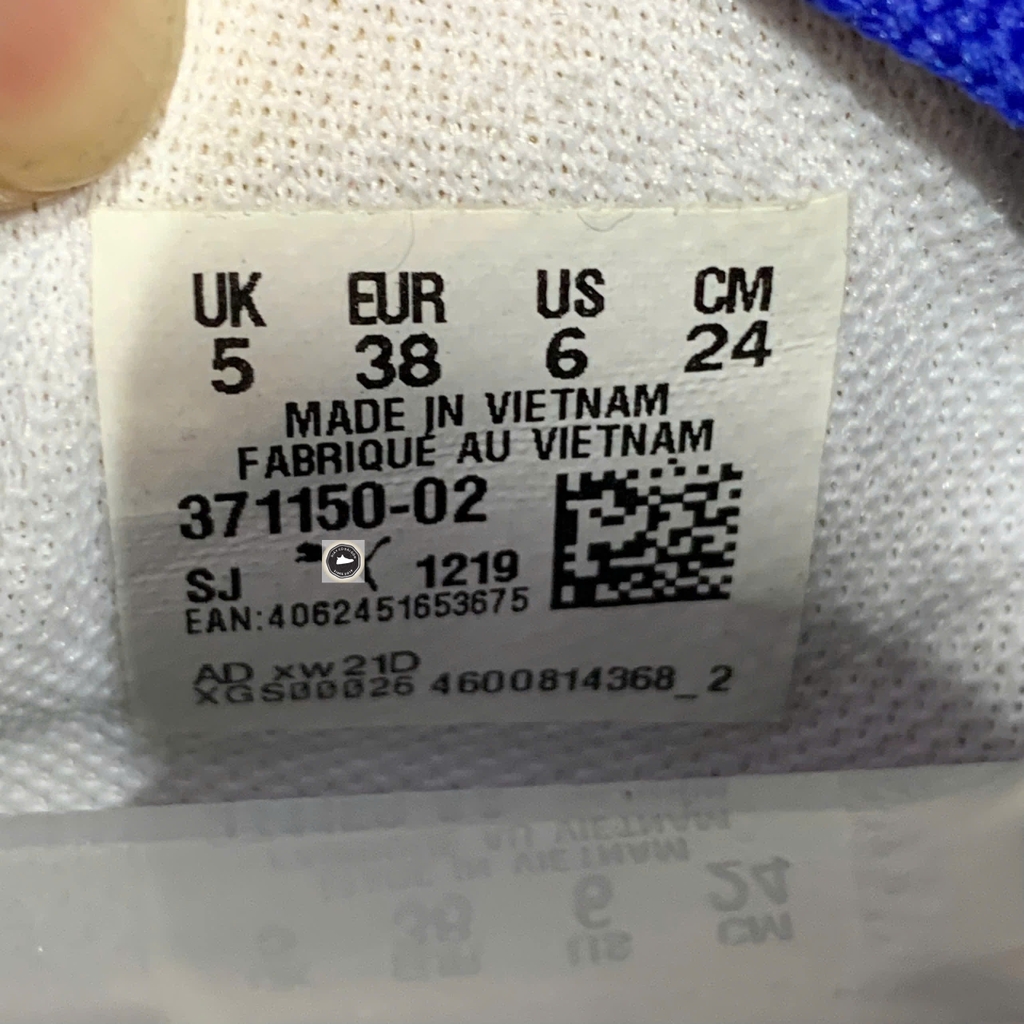 UK EUR US CM
5 38 6 24
MADE IN VIETNAM
FABRIQUÉ AU VIETNAM
371150-02
SJ 1219
EAN:4062451653675
AD XW21D
XGS00026 4600814368_2